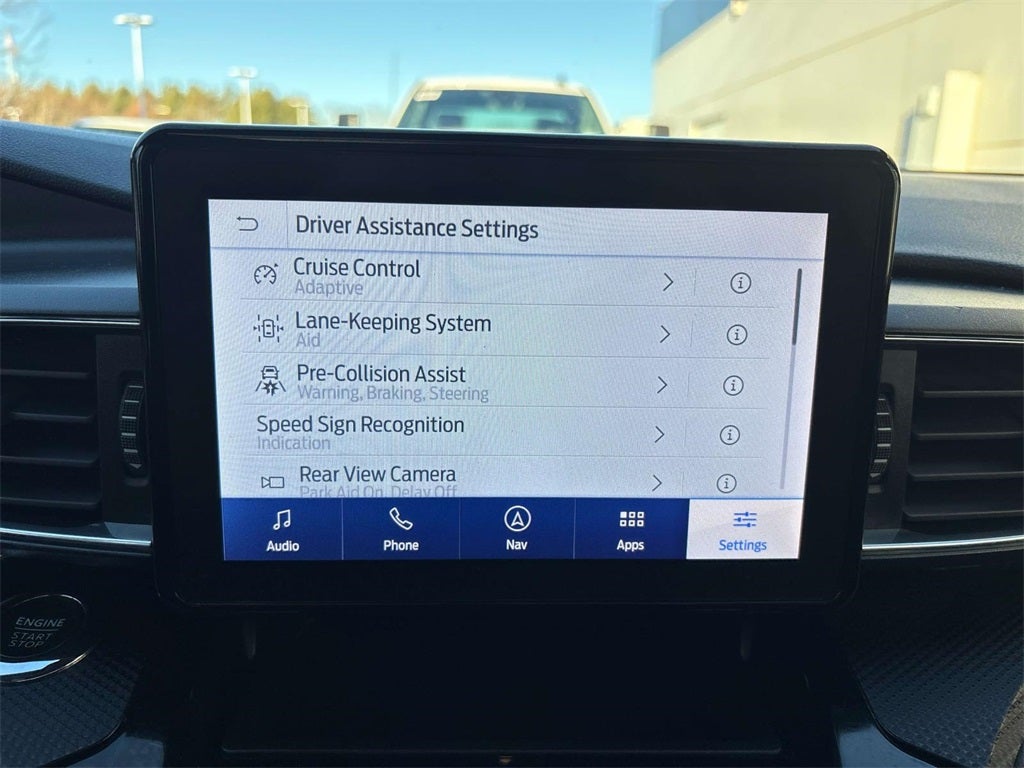 Driver Assistance Settings
Cruise Control
Adaptive
Lane-Keeping System
Aid
Pre-Collision Assist
Warning, Braking, Steering
Speed Sign Recognition
Indication
Rear View Camera
Park Aid On, Delay Off
Audio
Phone
Nav
Apps
Settings
ENGINE
START
STOP